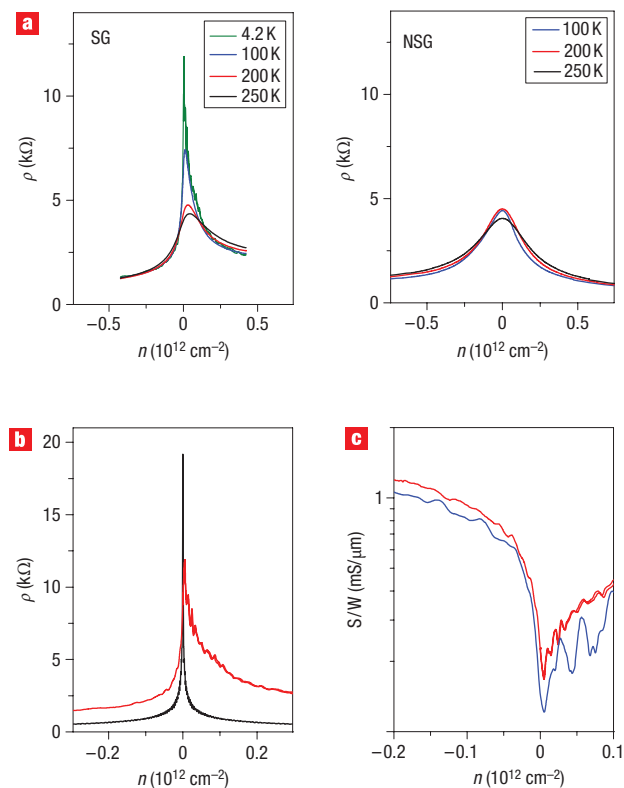 a
SG
4.2 K
100 K
200 K
250 K
ρ (kΩ)
10
5
0
−0.5
0
0.5
n (10¹² cm⁻²)
NSG
100 K
200 K
250 K
ρ (kΩ)
10
5
0
−0.5
0
0.5
n (10¹² cm⁻²)
b
ρ (kΩ)
20
15
10
5
0
−0.2
0
0.2
n (10¹² cm⁻²)
c
S/W (mS/μm)
1
−0.2
−0.1
0
0.1
n (10¹² cm⁻²)